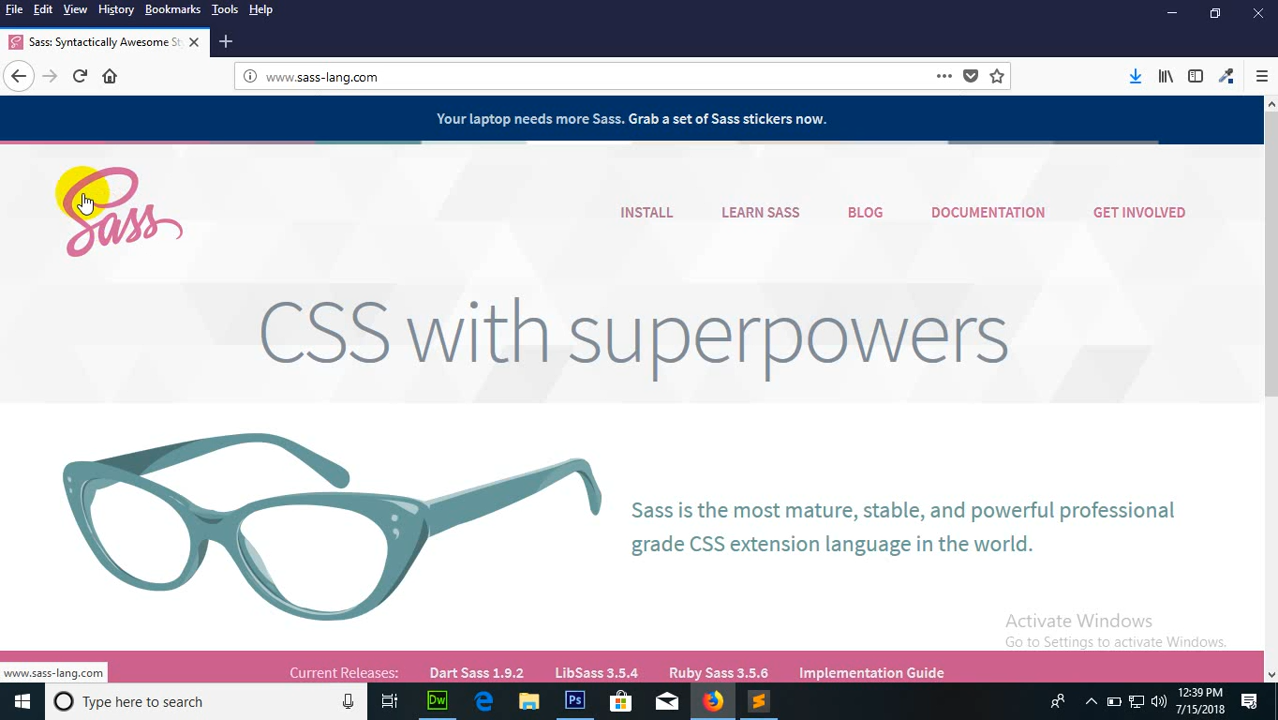 File Edit View History Bookmarks Tools Help
Sass: Syntactically Awesome St
www.sass-lang.com
Your laptop needs more Sass. Grab a set of Sass stickers now.
Sass
INSTALL LEARN SASS BLOG DOCUMENTATION GET INVOLVED
CSS with superpowers
Sass is the most mature, stable, and powerful professional
grade CSS extension language in the world.
Activate Windows
Go to Settings to activate Windows.
www.sass-lang.com
Current Releases: Dart Sass 1.9.2 LibSass 3.5.4 Ruby Sass 3.5.6 Implementation Guide
Type here to search
Dw
Ps
12:39 PM
7/15/2018